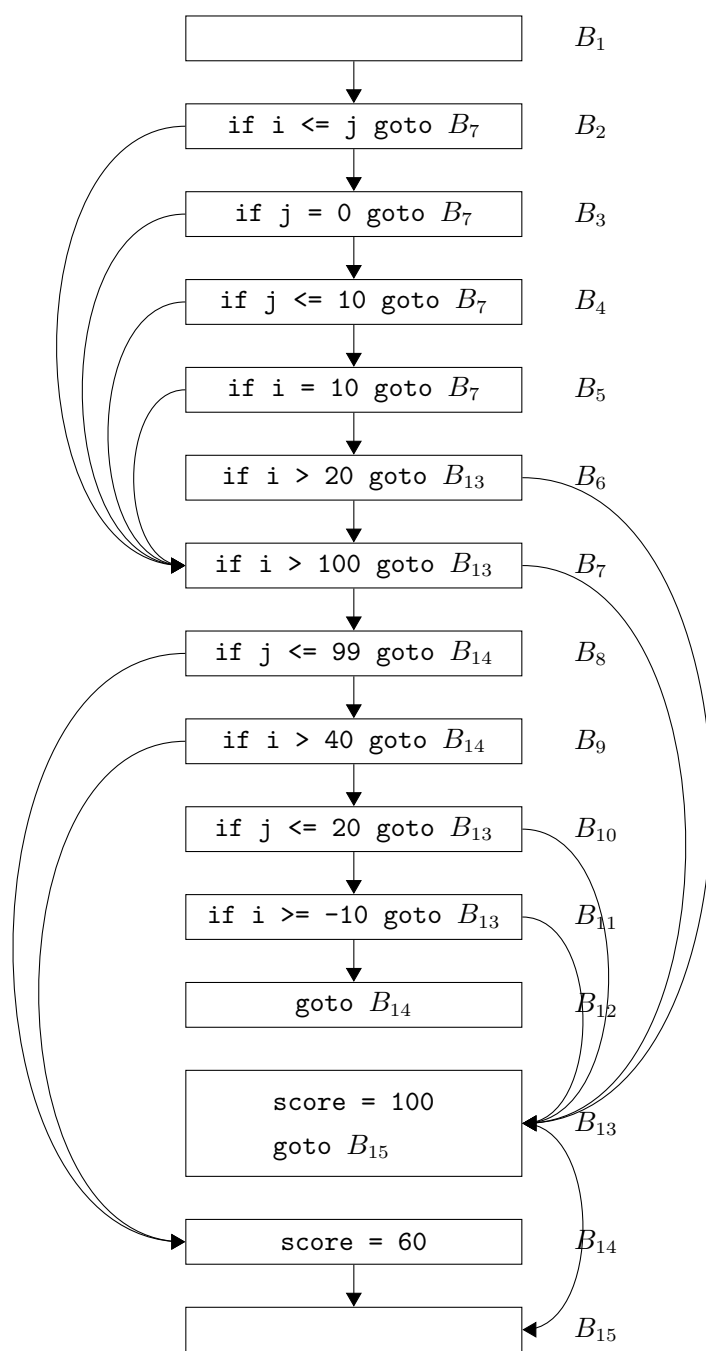 B₁
if i <= j goto B₇ B₂
if j = 0 goto B₇ B₃
if j <= 10 goto B₇ B₄
if i = 10 goto B₇ B₅
if i > 20 goto B₁₃ B₆
if i > 100 goto B₁₃ B₇
if j <= 99 goto B₁₄ B₈
if i > 40 goto B₁₄ B₉
if j <= 20 goto B₁₃ B₁₀
if i >= -10 goto B₁₃ B₁₁
goto B₁₄ B₁₂
score = 100
goto B₁₅
B₁₃
score = 60 B₁₄
B₁₅